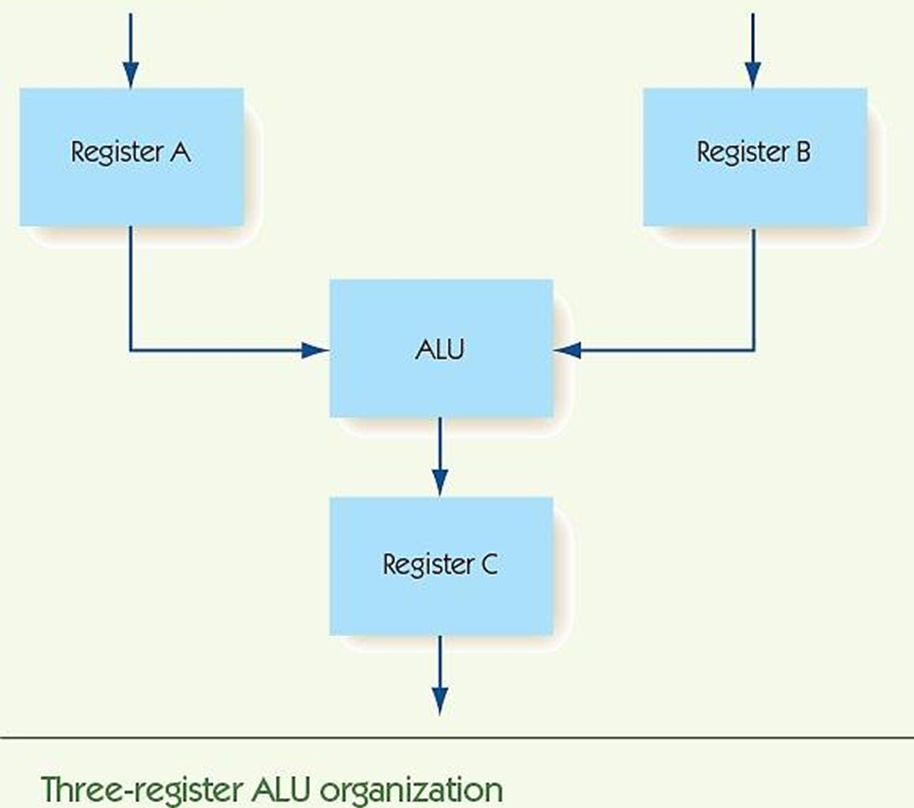 Register A
Register B
ALU
Register C
Three-register ALU organization